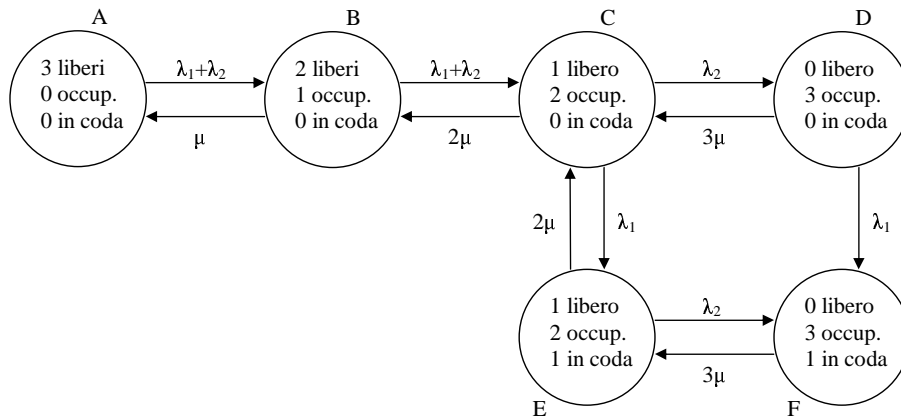 A
B
C
D
3 liberi
0 occup.
0 in coda
λ₁+λ₂
μ
2 liberi
1 occup.
0 in coda
λ₁+λ₂
2μ
1 libero
2 occup.
0 in coda
λ₂
3μ
0 libero
3 occup.
0 in coda
2μ
λ₁
λ₁
1 libero
2 occup.
1 in coda
λ₂
3μ
0 libero
3 occup.
1 in coda
E
F